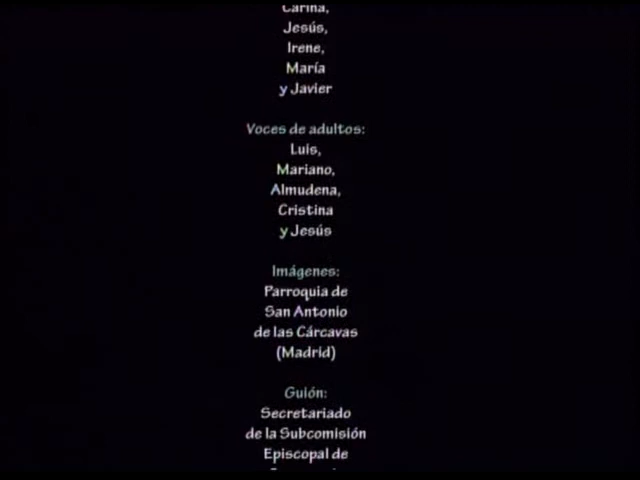 Carina,
Jesús,
Irene,
María
y Javier
Voces de adultos:
Luis,
Mariano,
Almudena,
Cristina
y Jesús
Imágenes:
Parroquia de
San Antonio
de las Cárcavas
(Madrid)
Guión:
Secretariado
de la Subcomisión
Episcopal de